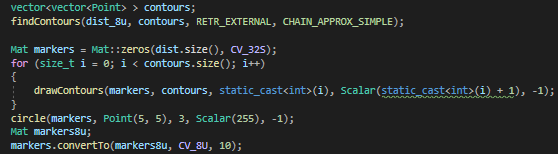 vector<vector<Point> > contours;
findContours(dist_8u, contours, RETR_EXTERNAL, CHAIN_APPROX_SIMPLE);
Mat markers = Mat::zeros(dist.size(), CV_32S);
for (size_t i = 0; i < contours.size(); i++)
{
drawContours(markers, contours, static_cast<int>(i), Scalar(static_cast<int>(i) + 1), -1);
}
circle(markers, Point(5, 5), 3, Scalar(255), -1);
Mat markers8u;
markers.convertTo(markers8u, CV_8U, 10);